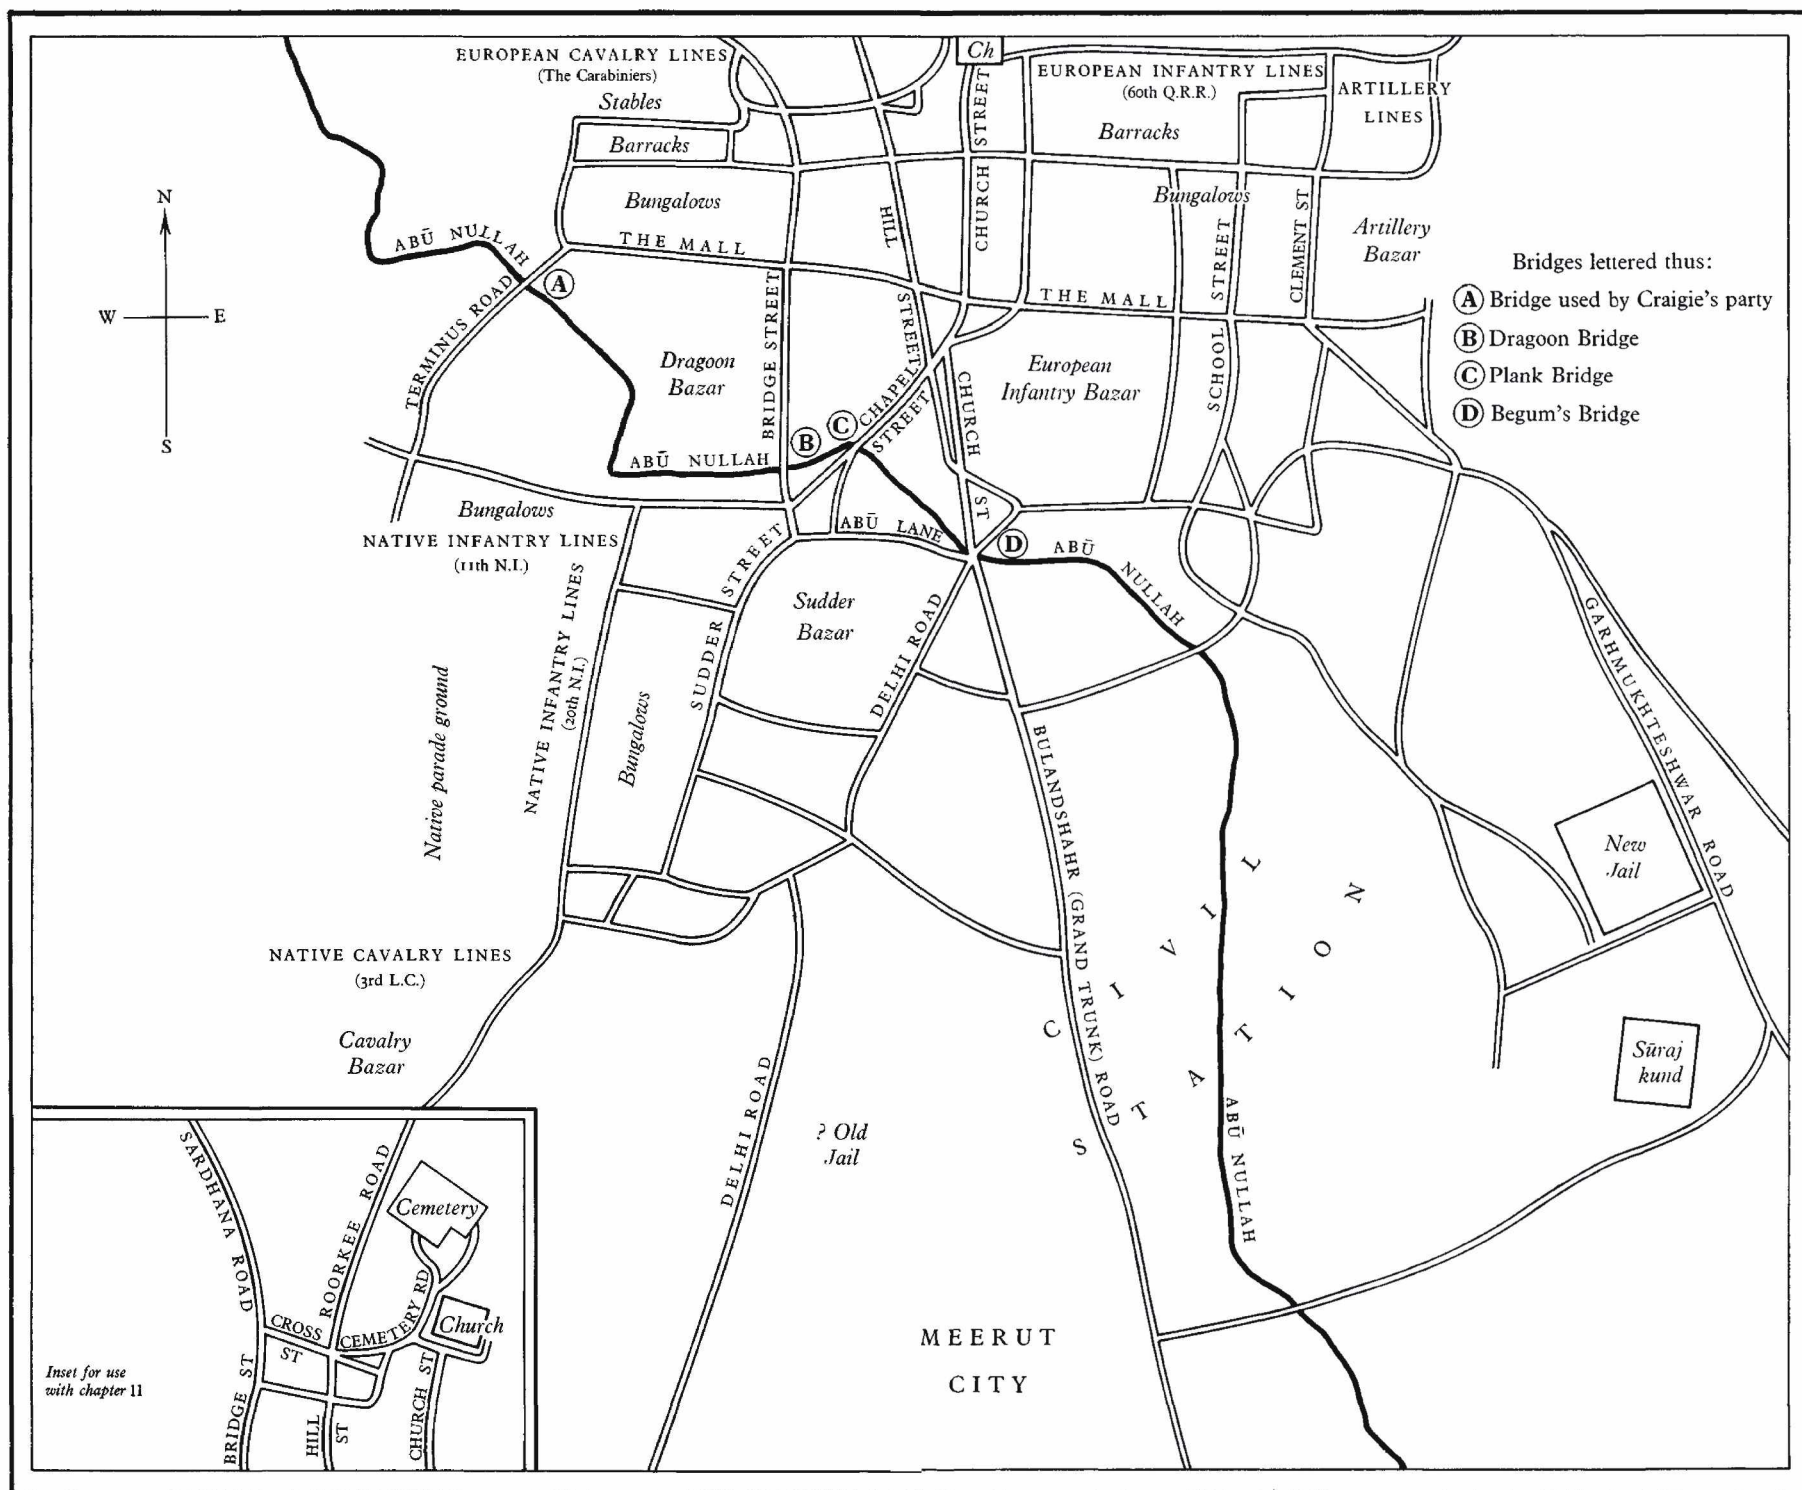 EUROPEAN CAVALRY LINES
(The Carabiniers)
Stables
Barracks
Bungalows
Ch
EUROPEAN INFANTRY LINES
(60th Q.R.R.)
Barracks
ARTILLERY
LINES
Bungalows
Artillery
Bazar
N
W
E
S
ABŪ NULLAH
THE MALL
HILL
STREET
CHURCH STREET
CHURCH STREET
SCHOOL STREET
CLEMENT ST
THE MALL
TERMINUS ROAD
A
Dragoon
Bazar
BRIDGE STREET
CHAPEL
STREET
CHURCH
ST
European
Infantry Bazar
Bridges lettered thus:
A Bridge used by Craigie's party
B Dragoon Bridge
C Plank Bridge
D Begum's Bridge
B
C
ABŪ NULLAH
Bungalows
NATIVE INFANTRY LINES
(11th N.I.)
ABŪ LANE
D
ABŪ
NULLAH
SUDDER STREET
Sudder
Bazar
DELHI ROAD
NATIVE INFANTRY LINES
(20th N.I.)
Bungalows
Native parade ground
GARHMUKHTESHWAR ROAD
BULANDSHAHR (GRAND TRUNK) ROAD
CIVIL
STATION
New
Jail
NATIVE CAVALRY LINES
(3rd L.C.)
Cavalry
Bazar
Sūraj
kund
DELHI ROAD
? Old
Jail
ABŪ NULLAH
MEERUT
CITY
SARDHANA ROAD
ROORKEE ROAD
Cemetery
CEMETERY RD
Church
CROSS
ST
BRIDGE ST
HILL
ST
CHURCH ST
Inset for use
with chapter 11